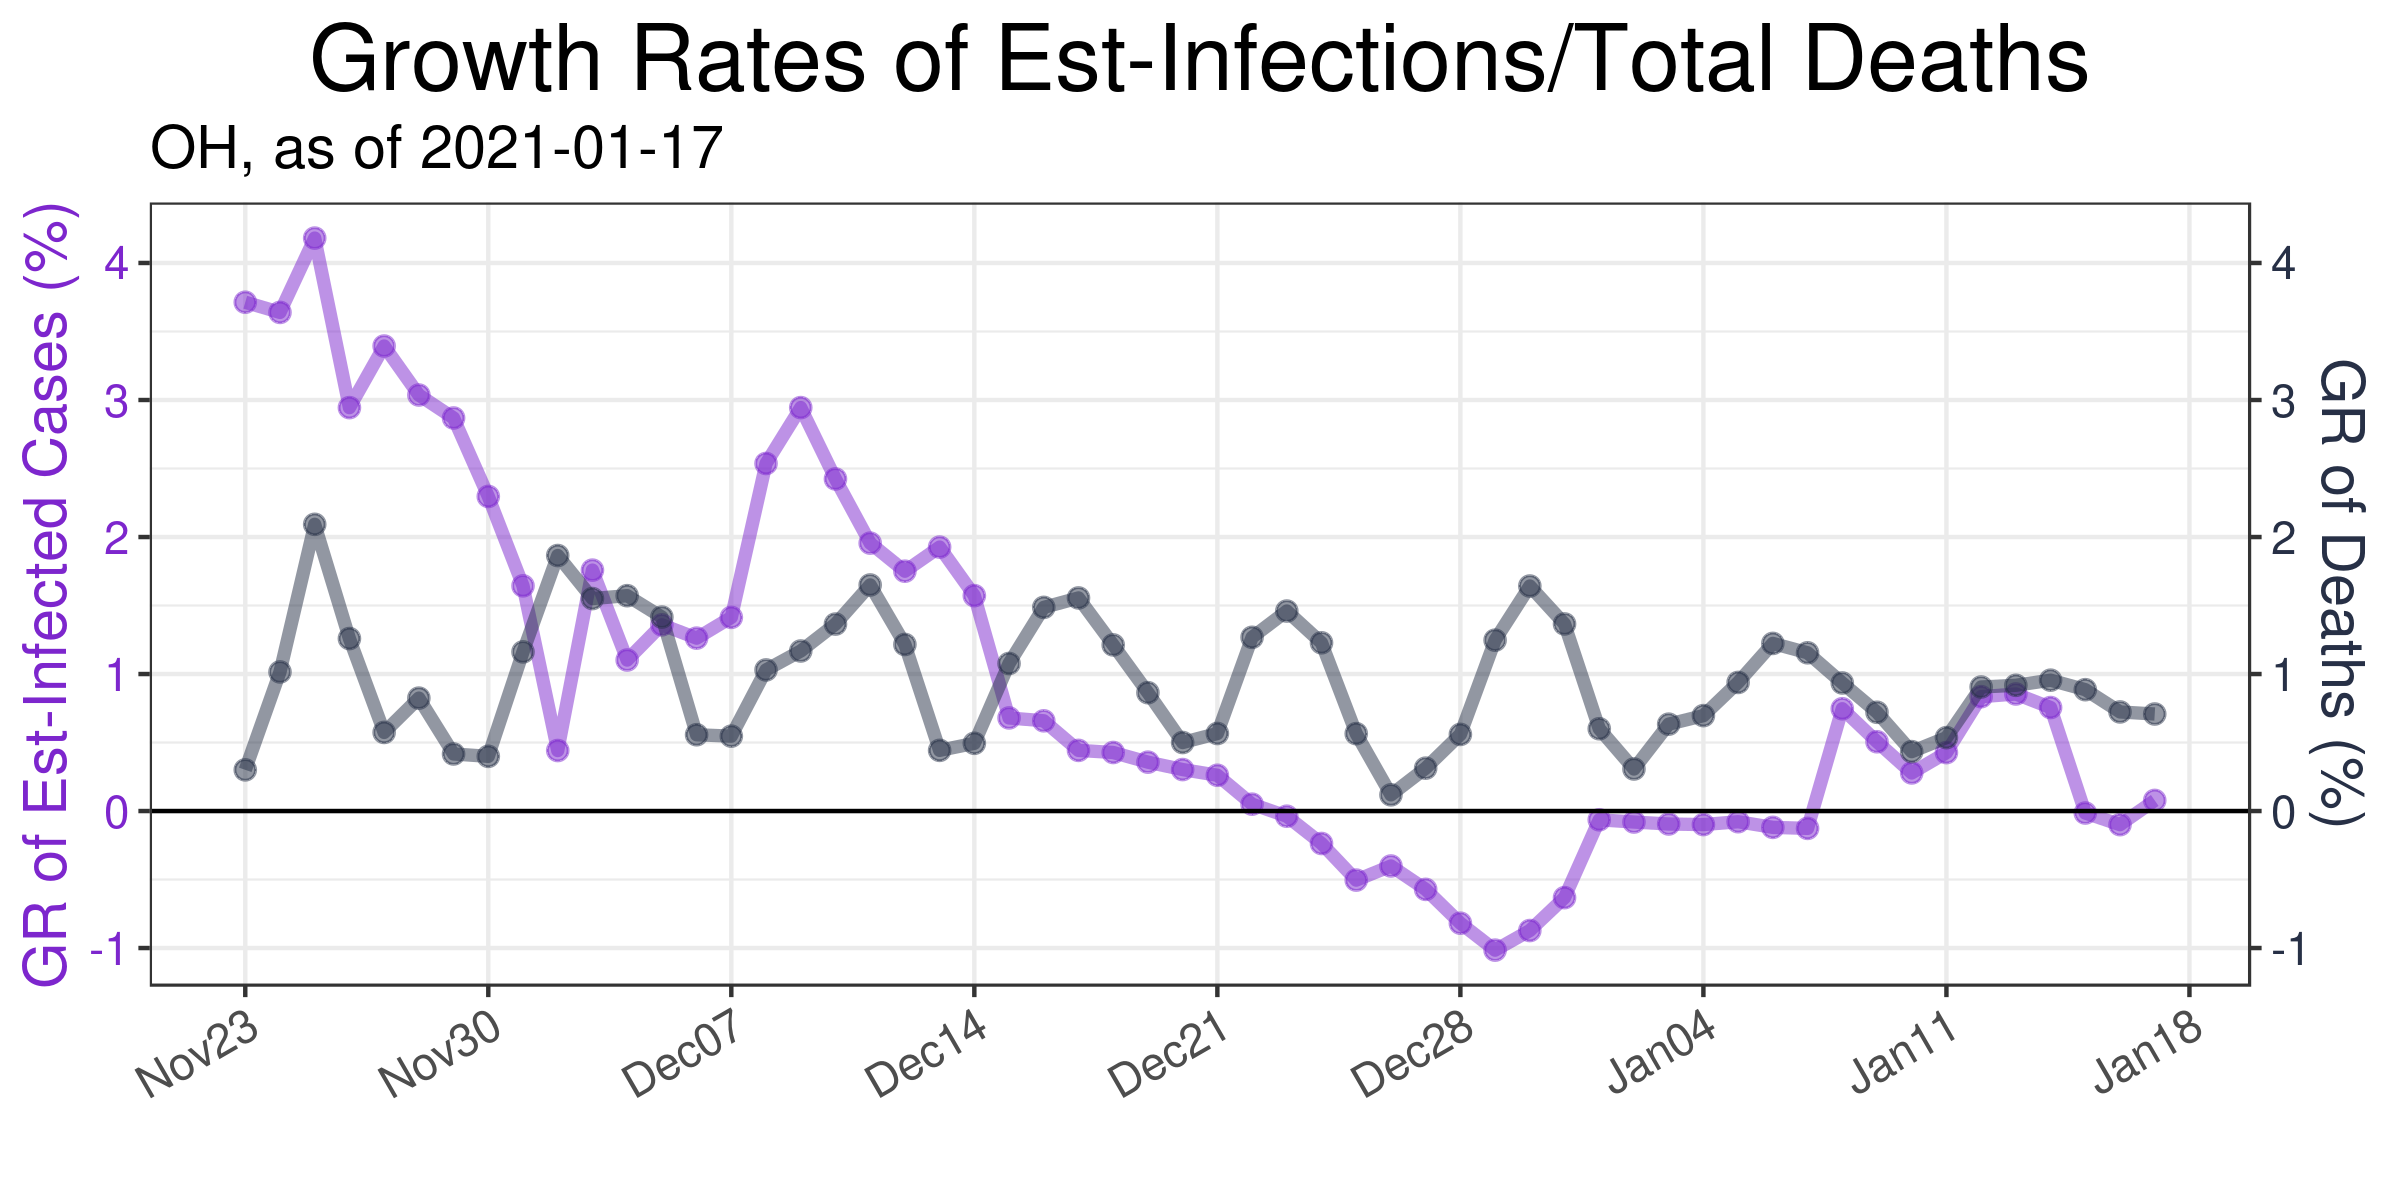 Growth Rates of Est-Infections/Total Deaths
OH, as of 2021-01-17
GR of Est-Infected Cases (%)
4
3
2
1
0
-1
4
3
2
1
0
-1
GR of Deaths (%)
Nov23
Nov30
Dec07
Dec14
Dec21
Dec28
Jan04
Jan11
Jan18